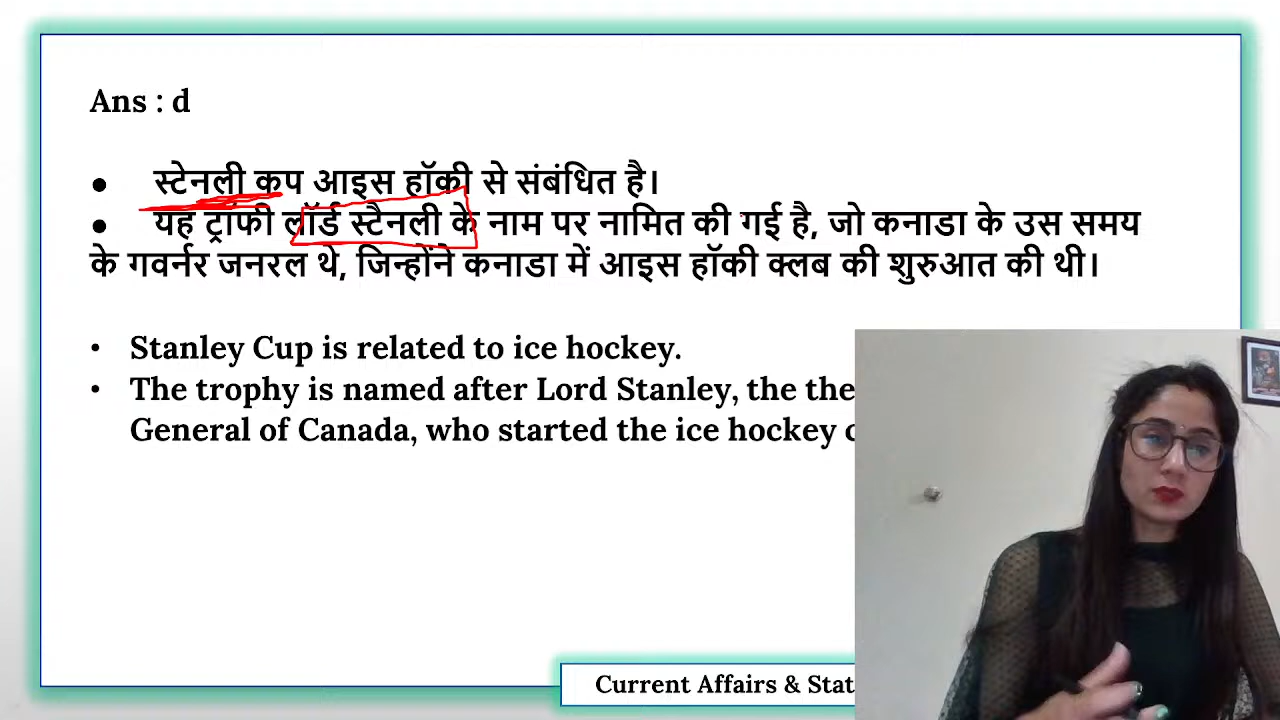 Ans : d
● स्टेनली कप आइस हॉकी से संबंधित है।
● यह ट्रॉफी लॉर्ड स्टैनली के नाम पर नामित की गई है, जो कनाडा के उस समय
के गवर्नर जनरल थे, जिन्होंने कनाडा में आइस हॉकी क्लब की शुरुआत की थी।
• Stanley Cup is related to ice hockey.
• The trophy is named after Lord Stanley, the the
General of Canada, who started the ice hockey
Current Affairs & Stat